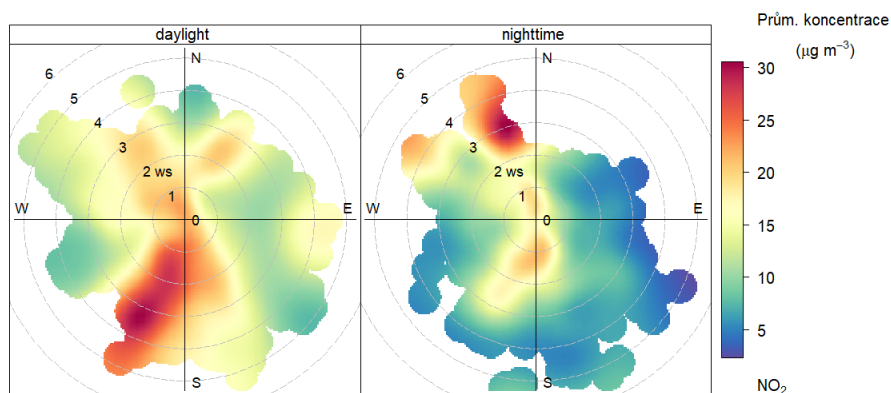 daylight
nighttime
N
6
5
4
3
2 ws
1
W
0
E
S
N
6
5
4
3
2 ws
1
W
0
E
S
Prům. koncentrace
(μg m⁻³)
30
25
20
15
10
5
NO₂